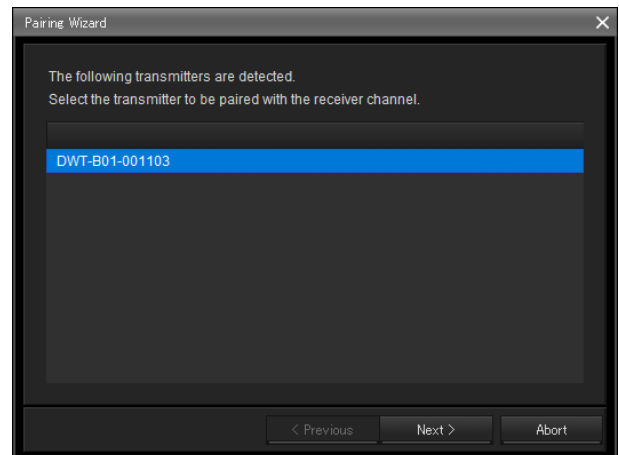 Pairing Wizard
The following transmitters are detected.
Select the transmitter to be paired with the receiver channel.
DWT-B01-001103
< Previous
Next >
Abort